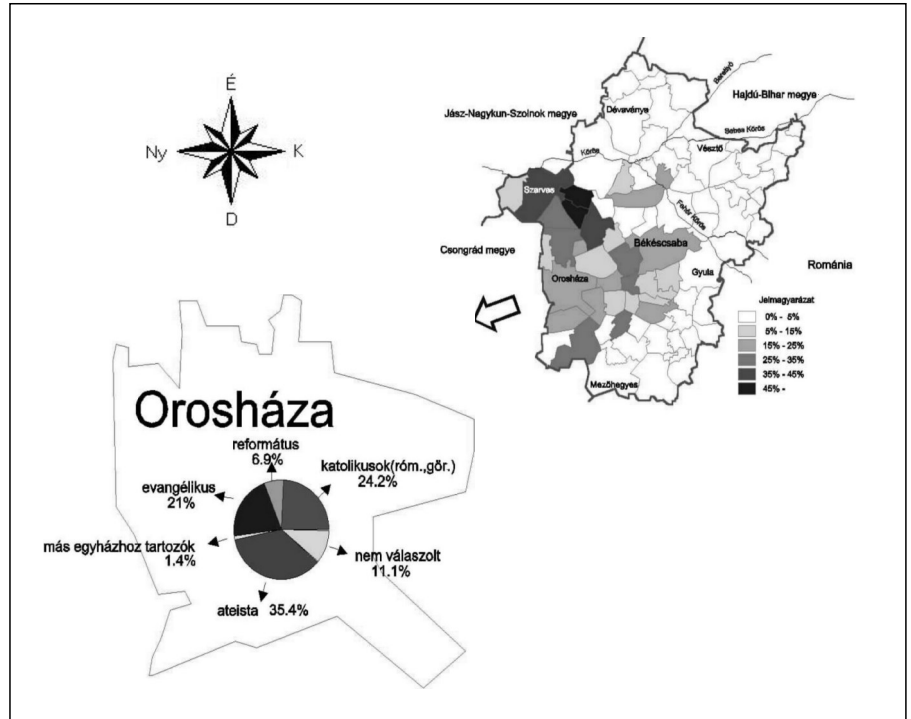 É
Ny
K
D
Berettyó
Hajdú-Bihar megye
Jász-Nagykun-Szolnok megye
Dévaványa
Sebes Körös
Körös
Vésztő
Szarvas
Fehér Körös
Csongrád megye
Békéscsaba
Orosháza
Gyula
Románia
Jelmagyarázat
0% - 5%
5% - 15%
15% - 25%
25% - 35%
35% - 45%
45% -
Mezőhegyes
Orosháza
református
6.9%
katolikusok(róm.,gör.)
24.2%
evangélikus
21%
más egyházhoz tartozók
1.4%
nem válaszolt
11.1%
ateista 35.4%